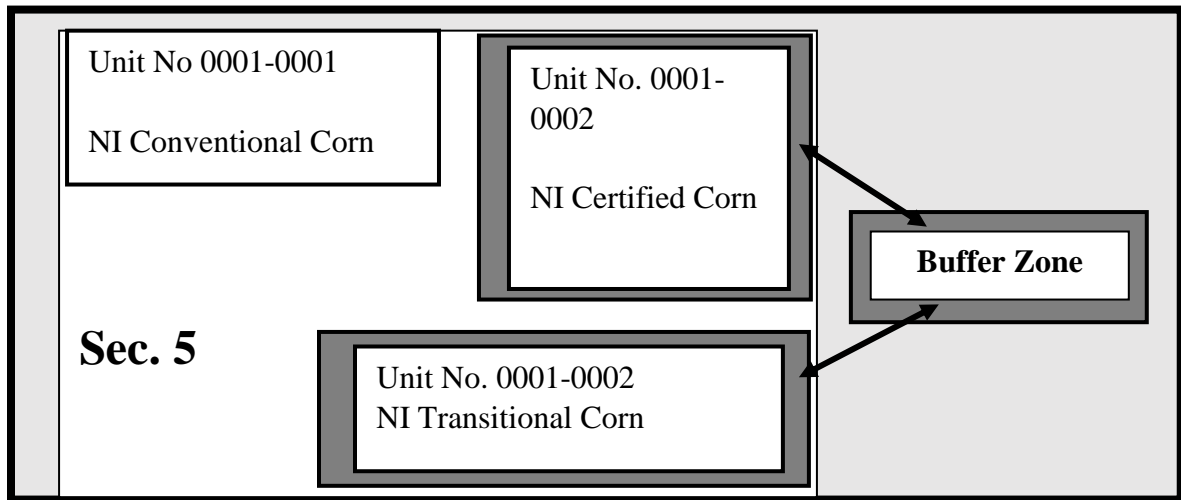 Unit No 0001-0001
NI Conventional Corn
Unit No. 0001-
0002
NI Certified Corn
Buffer Zone
Sec. 5
Unit No. 0001-0002
NI Transitional Corn